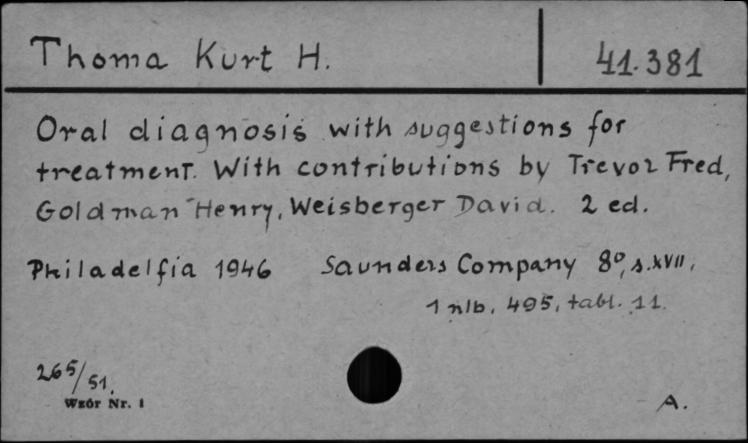 Thoma Kurt H. 41.381
Oral diagnosis with suggestions for
treatment. With contributions by Trevor Fred,
Goldman Henry, Weisberger David. 2 ed.
Philadelfia 1946 Saunders Company 8°, s.XVII,
1 nlb, 495, tabl. 11.
265/51.
Wzór Nr. 1
A.